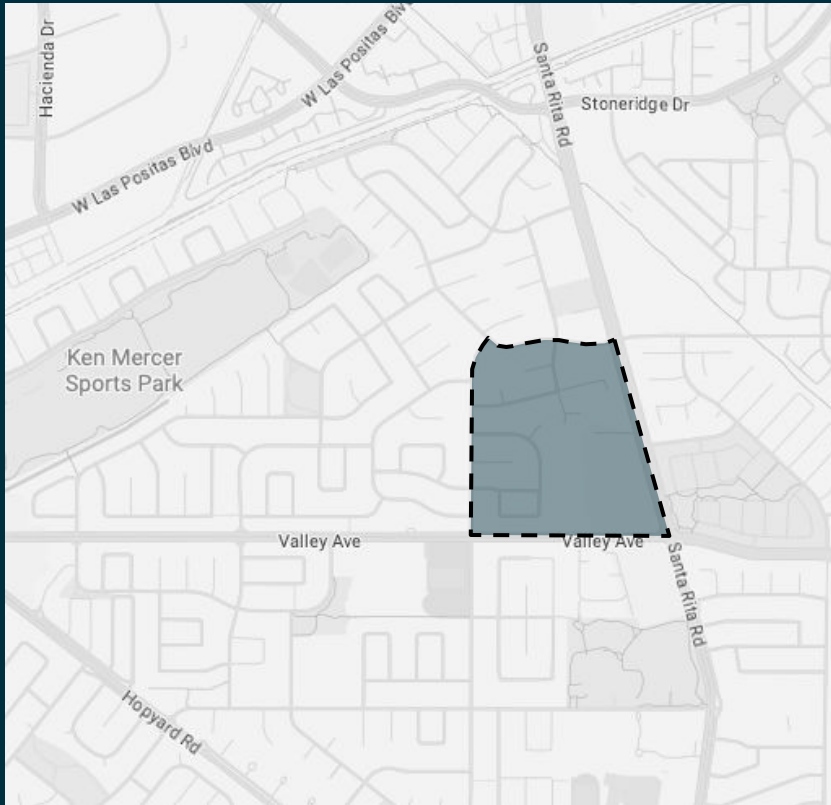 Hacienda Dr
W Las Positas Blvd
Santa Rita Rd
Stoneridge Dr
W Las Positas Blvd
Ken Mercer
Sports Park
Valley Ave
Valley Ave
Santa Rita Rd
Hopyard Rd